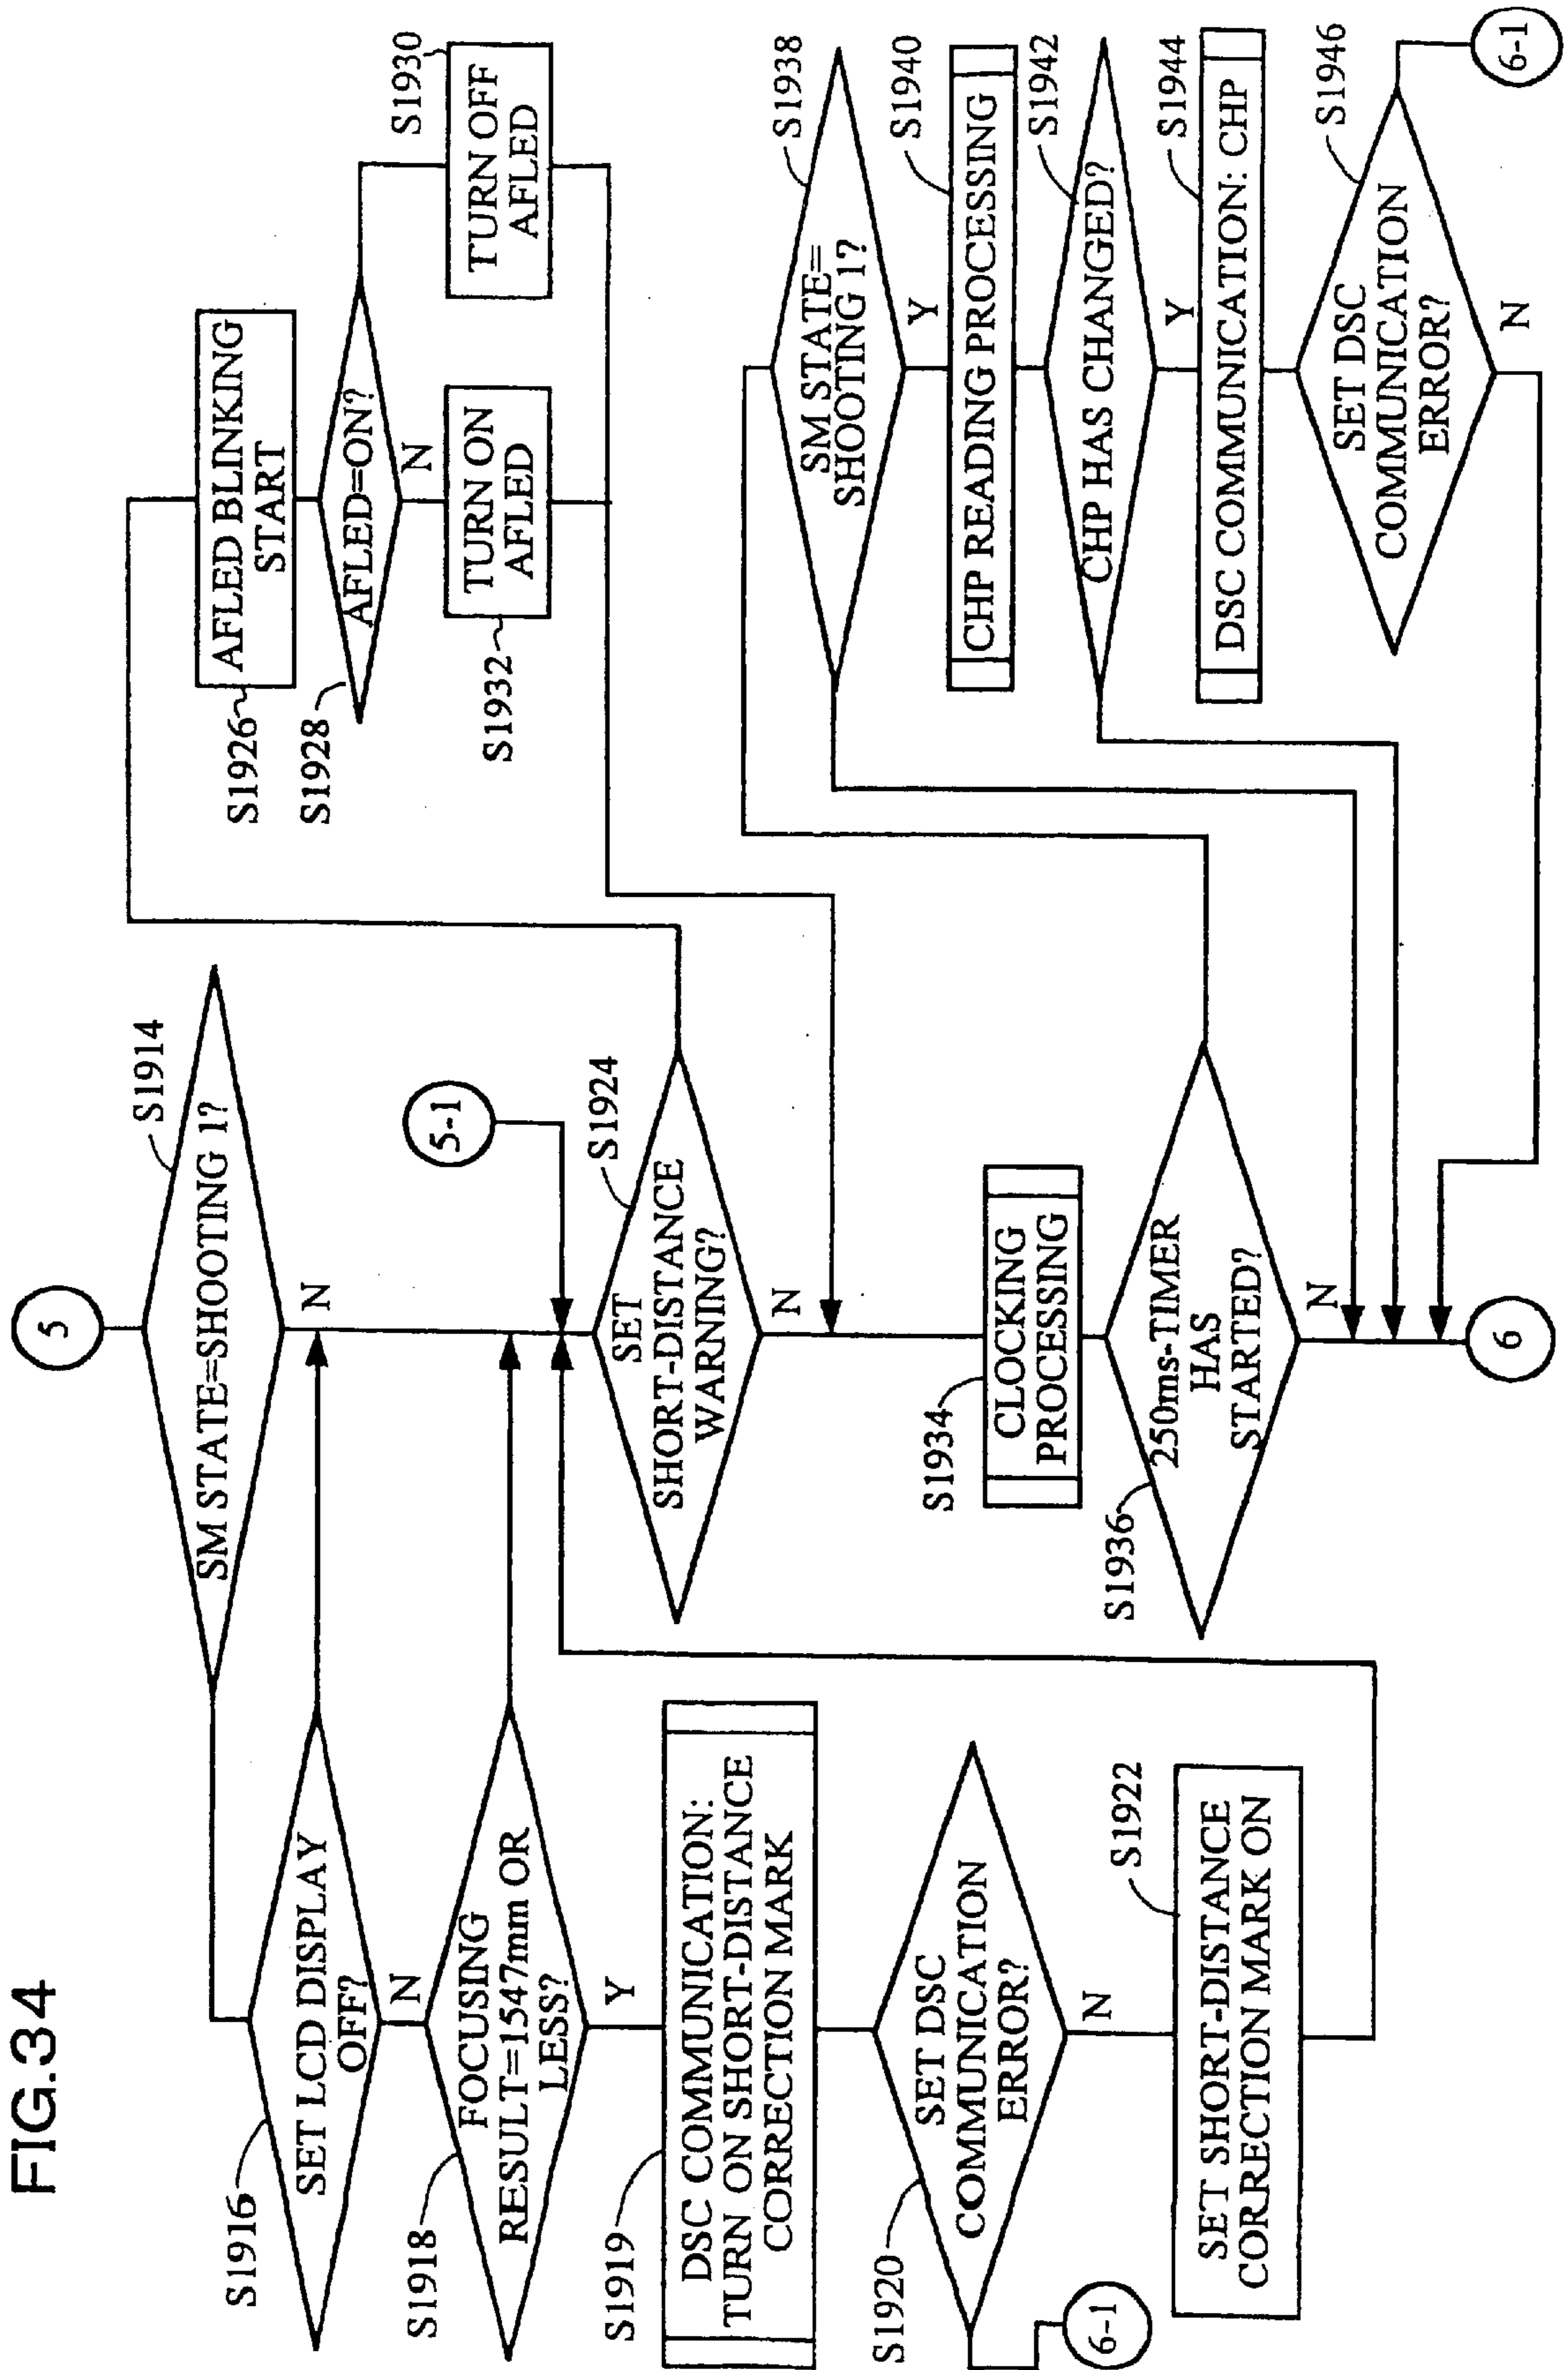 FIG.34
5
SM STATE=SHOOTING 1?
S1914
N
S1916
SET LCD DISPLAY
OFF?
N
S1918
FOCUSING
RESULT=1547mm OR
LESS?
Y
S1919
DSC COMMUNICATION:
TURN ON SHORT-DISTANCE
CORRECTION MARK
S1920
SET DSC
COMMUNICATION
ERROR?
N
6-1
S1922
SET SHORT-DISTANCE
CORRECTION MARK ON
5-1
S1924
SET
SHORT-DISTANCE
WARNING?
N
S1926
AFLED BLINKING
START
S1928
AFLED=ON?
N
S1930
TURN OFF
AFLED
S1932
TURN ON
AFLED
S1934
CLOCKING
PROCESSING
S1936
250ms-TIMER
HAS
STARTED?
N
S1938
SM STATE=
SHOOTING 1?
Y
S1940
CHP READING PROCESSING
S1942
CHP HAS CHANGED?
Y
S1944
DSC COMMUNICATION: CHP
S1946
SET DSC
COMMUNICATION
ERROR?
N
6-1
6